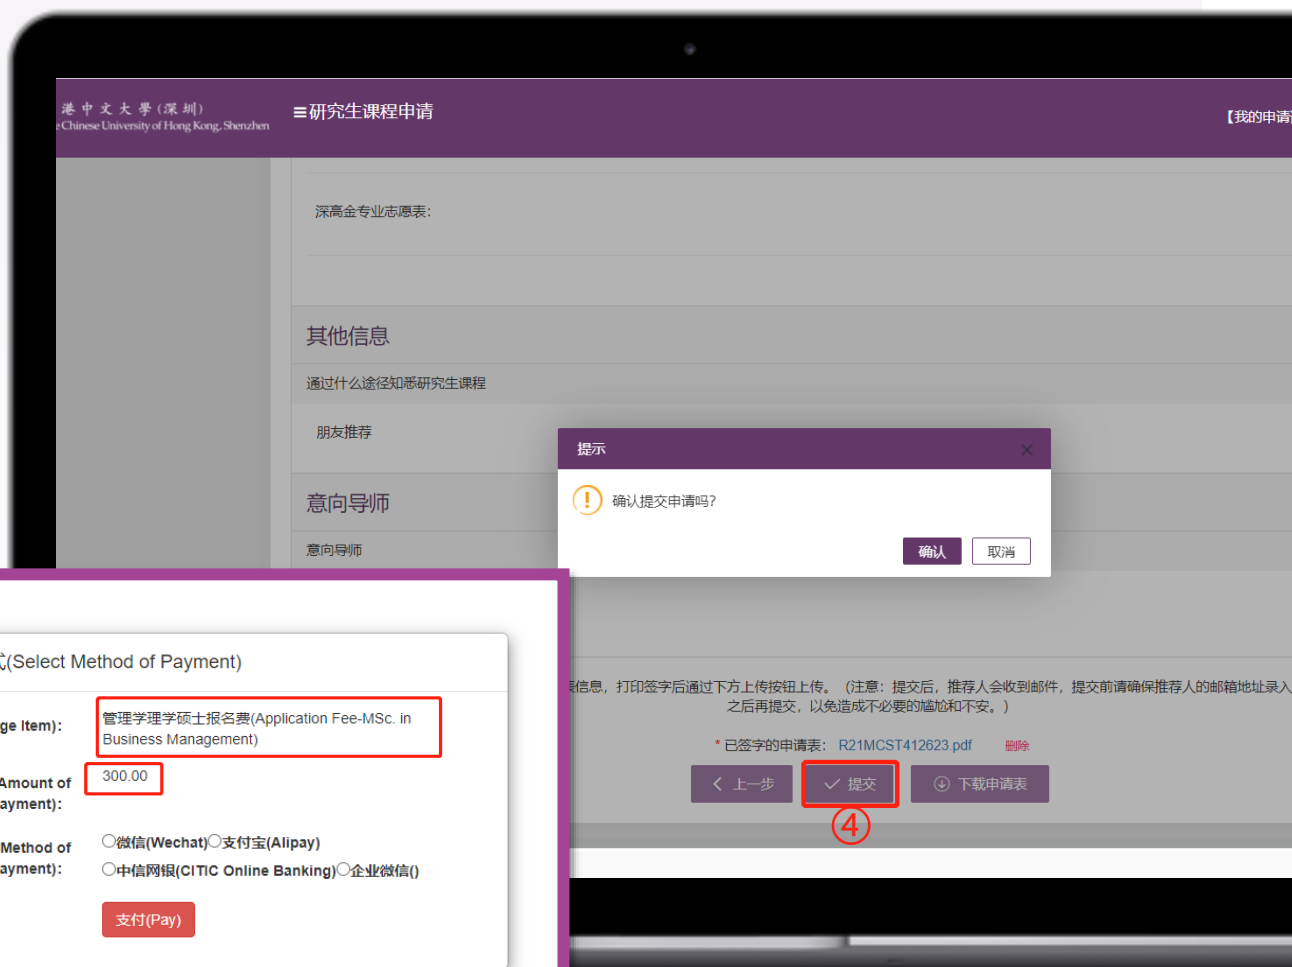 港中文大學(深圳)
e Chinese University of Hong Kong, Shenzhen
≡研究生课程申请
【我的申请
深高金专业志愿表：
其他信息
通过什么途径知悉研究生课程
朋友推荐
提示
×
确认提交申请吗？
确认
取消
意向导师
意向导师
式(Select Method of Payment)
ge Item):
管理学理学硕士报名费(Application Fee-MSc. in
Business Management)
Amount of
ayment):
300.00
Method of
ayment):
微信(Wechat) 支付宝(Alipay)
中信网银(CITIC Online Banking) 企业微信()
支付(Pay)
信息，打印签字后通过下方上传按钮上传。（注意：提交后，推荐人会收到邮件，提交前请确保推荐人的邮箱地址录入
之后再提交，以免造成不必要的尴尬和不安。）
* 已签字的申请表： R21MCST412623.pdf 删除
上一步
提交
下载申请表
④